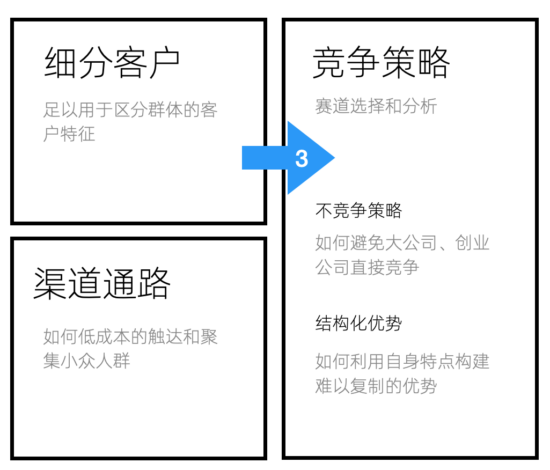 细分客户
足以用于区分群体的客
户特征
渠道通路
如何低成本的触达和聚
集小众人群
3
竞争策略
赛道选择和分析
不竞争策略
如何避免大公司、创业
公司直接竞争
结构化优势
如何利用自身特点构建
难以复制的优势